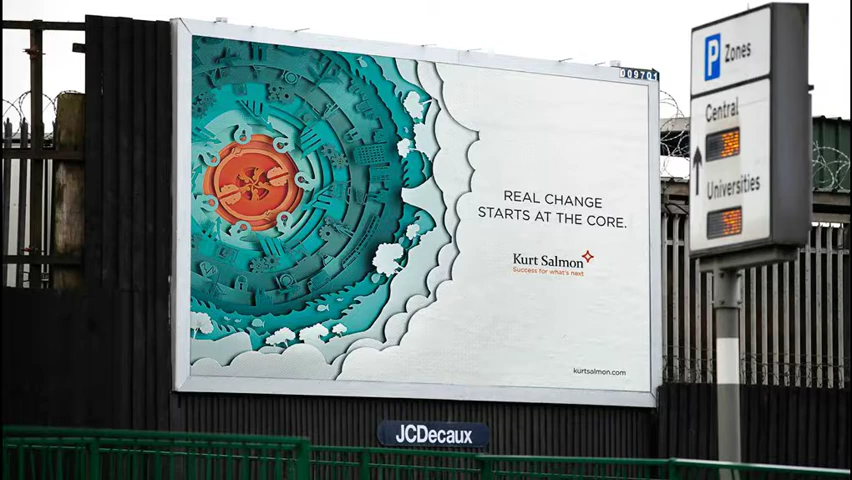 009701
REAL CHANGE
STARTS AT THE CORE.
Kurt Salmon
Success for what's next
kurtsalmon.com
JCDecaux
P Zones
Central
Universities